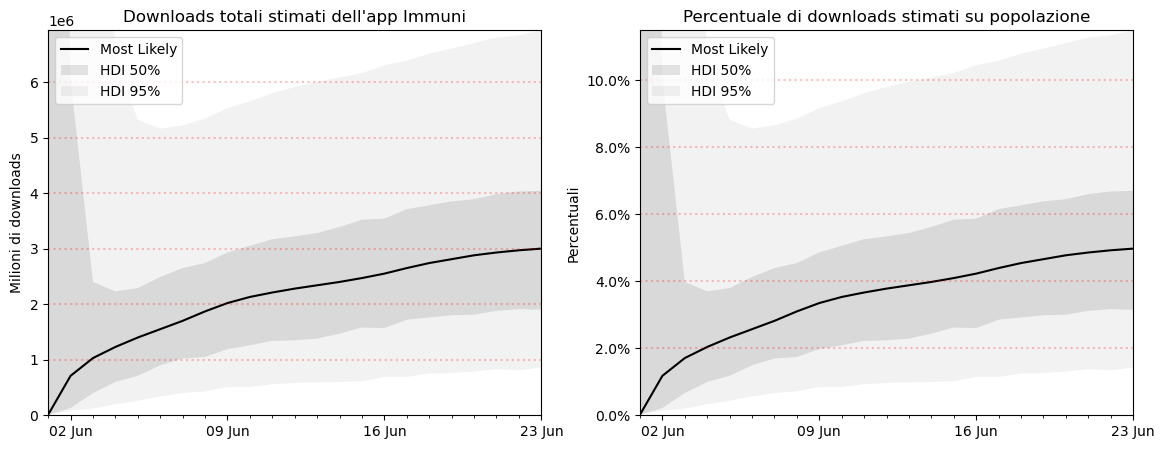 Downloads totali stimati dell'app Immuni
1e6
Most Likely
HDI 50%
HDI 95%
Milioni di downloads
6
5
4
3
2
1
0
02 Jun
09 Jun
16 Jun
23 Jun
Percentuale di downloads stimati su popolazione
Most Likely
HDI 50%
HDI 95%
Percentuali
10.0%
8.0%
6.0%
4.0%
2.0%
0.0%
02 Jun
09 Jun
16 Jun
23 Jun